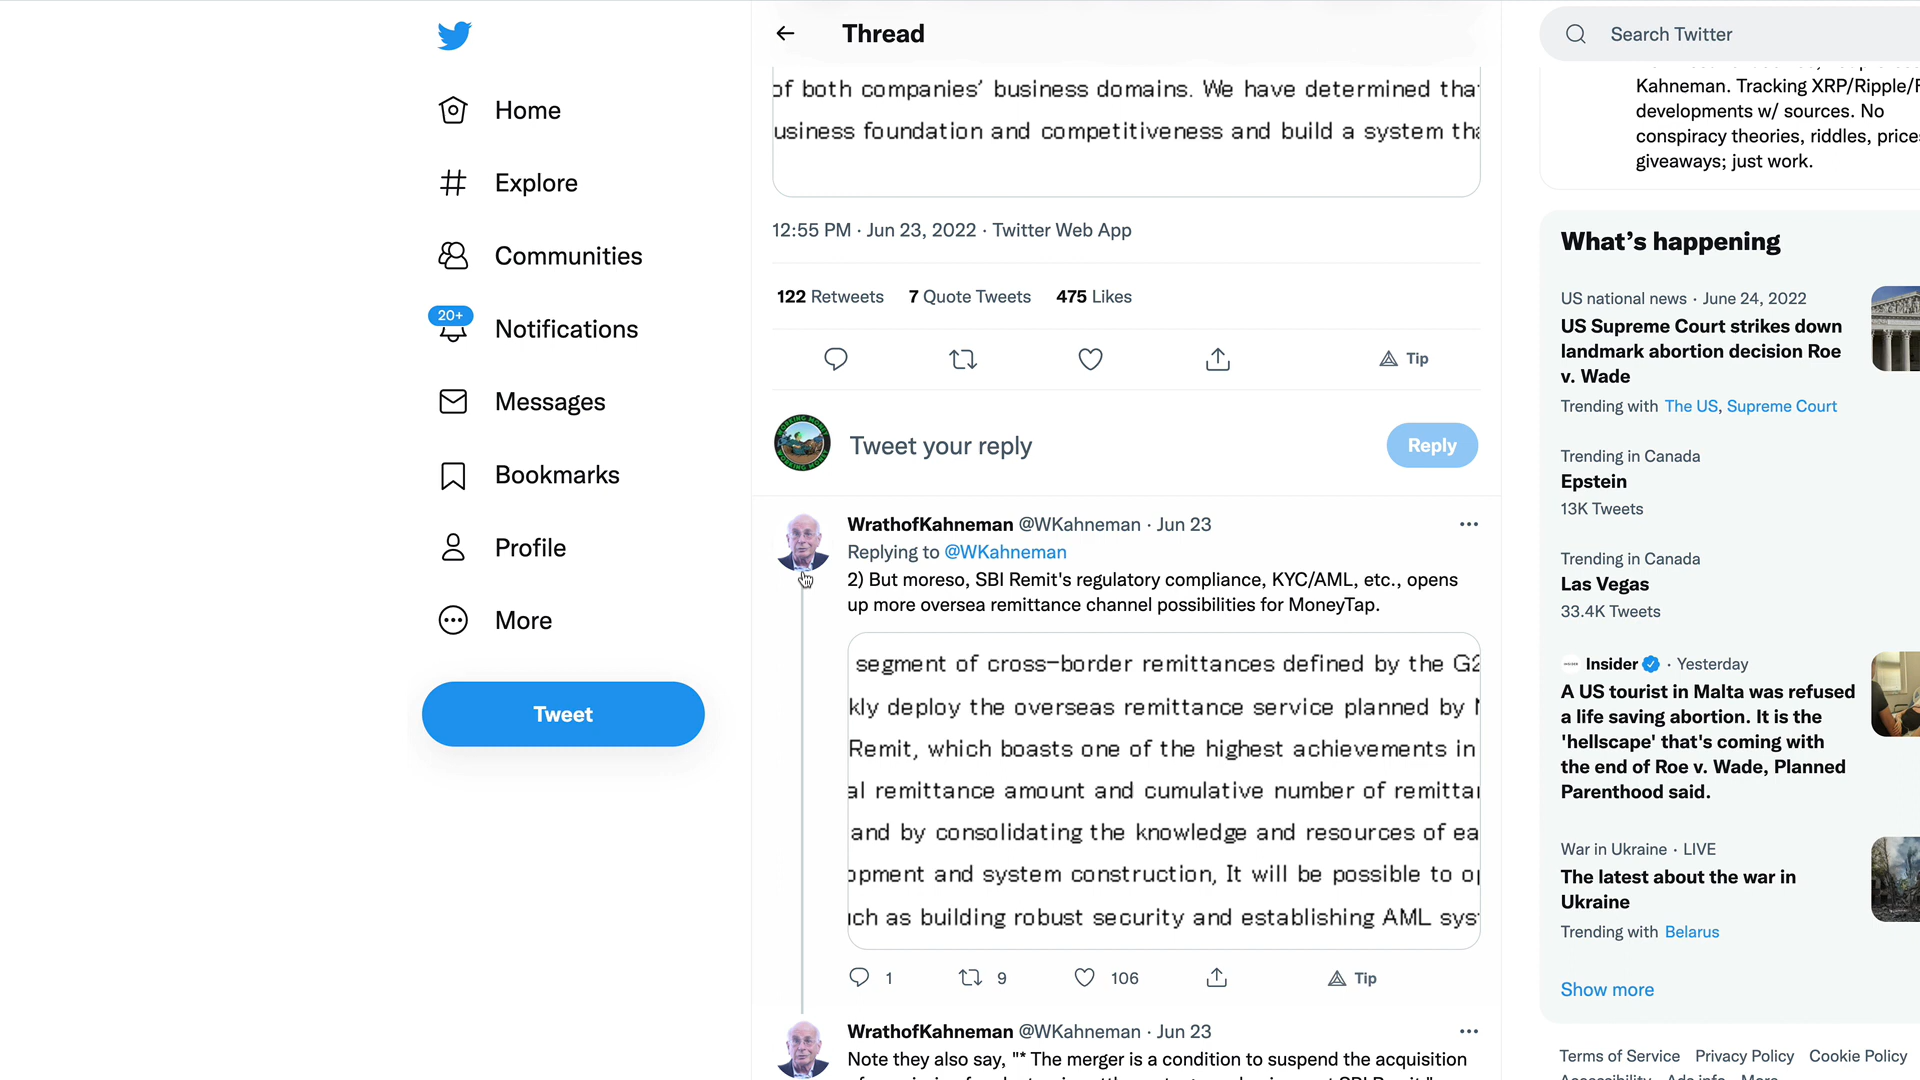 Home
Explore
Communities
20+
Notifications
Messages
Bookmarks
Profile
More
Tweet
Thread
of both companies' business domains. We have determined that
usiness foundation and competitiveness and build a system tha
12:55 PM · Jun 23, 2022 · Twitter Web App
122 Retweets 7 Quote Tweets 475 Likes
Tip
Tweet your reply
Reply
WrathofKahneman @WKahneman · Jun 23
Replying to @WKahneman
2) But moreso, SBI Remit's regulatory compliance, KYC/AML, etc., opens
up more oversea remittance channel possibilities for MoneyTap.
segment of cross-border remittances defined by the G2
kly deploy the overseas remittance service planned by
Remit, which boasts one of the highest achievements in
al remittance amount and cumulative number of remittan
and by consolidating the knowledge and resources of ea
opment and system construction, It will be possible to op
uch as building robust security and establishing AML syst
1 9 106 Tip
WrathofKahneman @WKahneman · Jun 23
Note they also say, "* The merger is a condition to suspend the acquisition
Search Twitter
Kahneman. Tracking XRP/Ripple/
developments w/ sources. No
conspiracy theories, riddles, price
giveaways; just work.
What's happening
US national news · June 24, 2022
US Supreme Court strikes down
landmark abortion decision Roe
v. Wade
Trending with The US, Supreme Court
Trending in Canada
Epstein
13K Tweets
Trending in Canada
Las Vegas
33.4K Tweets
Insider · Yesterday
A US tourist in Malta was refused
a life saving abortion. It is the
'hellscape' that's coming with
the end of Roe v. Wade, Planned
Parenthood said.
War in Ukraine · LIVE
The latest about the war in
Ukraine
Trending with Belarus
Show more
Terms of Service Privacy Policy Cookie Policy